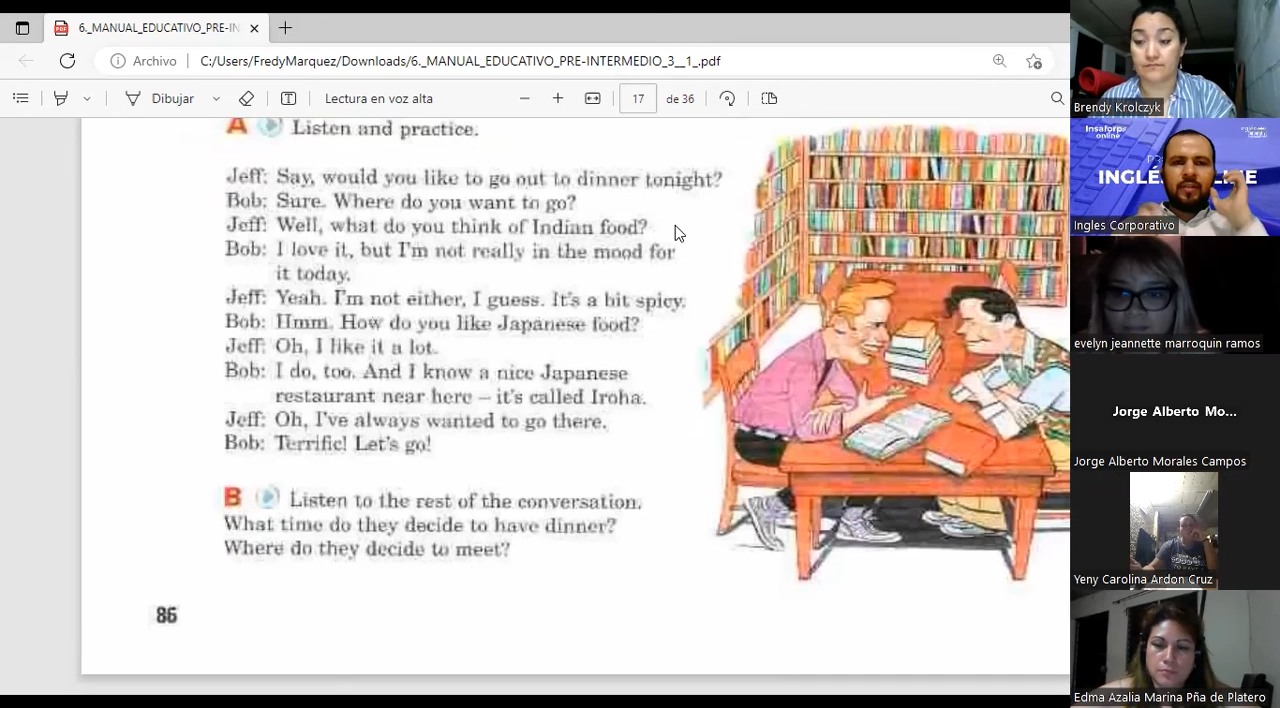 6._MANUAL_EDUCATIVO_PRE-IN
Archivo
C:/Users/FredyMarquez/Downloads/6._MANUAL_EDUCATIVO_PRE-INTERMEDIO_3__1_.pdf
Dibujar
Lectura en voz alta
17
de 36
A Listen and practice.
Jeff: Say, would you like to go out to dinner tonight?
Bob: Sure. Where do you want to go?
Jeff: Well, what do you think of Indian food?
Bob: I love it, but I'm not really in the mood for
it today.
Jeff: Yeah. I'm not either, I guess. It's a bit spicy.
Bob: Hmm. How do you like Japanese food?
Jeff: Oh, I like it a lot.
Bob: I do, too. And I know a nice Japanese
restaurant near here – it's called Iroha.
Jeff: Oh, I've always wanted to go there.
Bob: Terrific! Let's go!
B Listen to the rest of the conversation.
What time do they decide to have dinner?
Where do they decide to meet?
86
Brendy Krolczyk
Insaforp
online
INGLÉS
Ingles Corporativo
evelyn jeannette marroquin ramos
Jorge Alberto Mo...
Jorge Alberto Morales Campos
Yeny Carolina Ardon Cruz
Edma Azalia Marina Pña de Platero